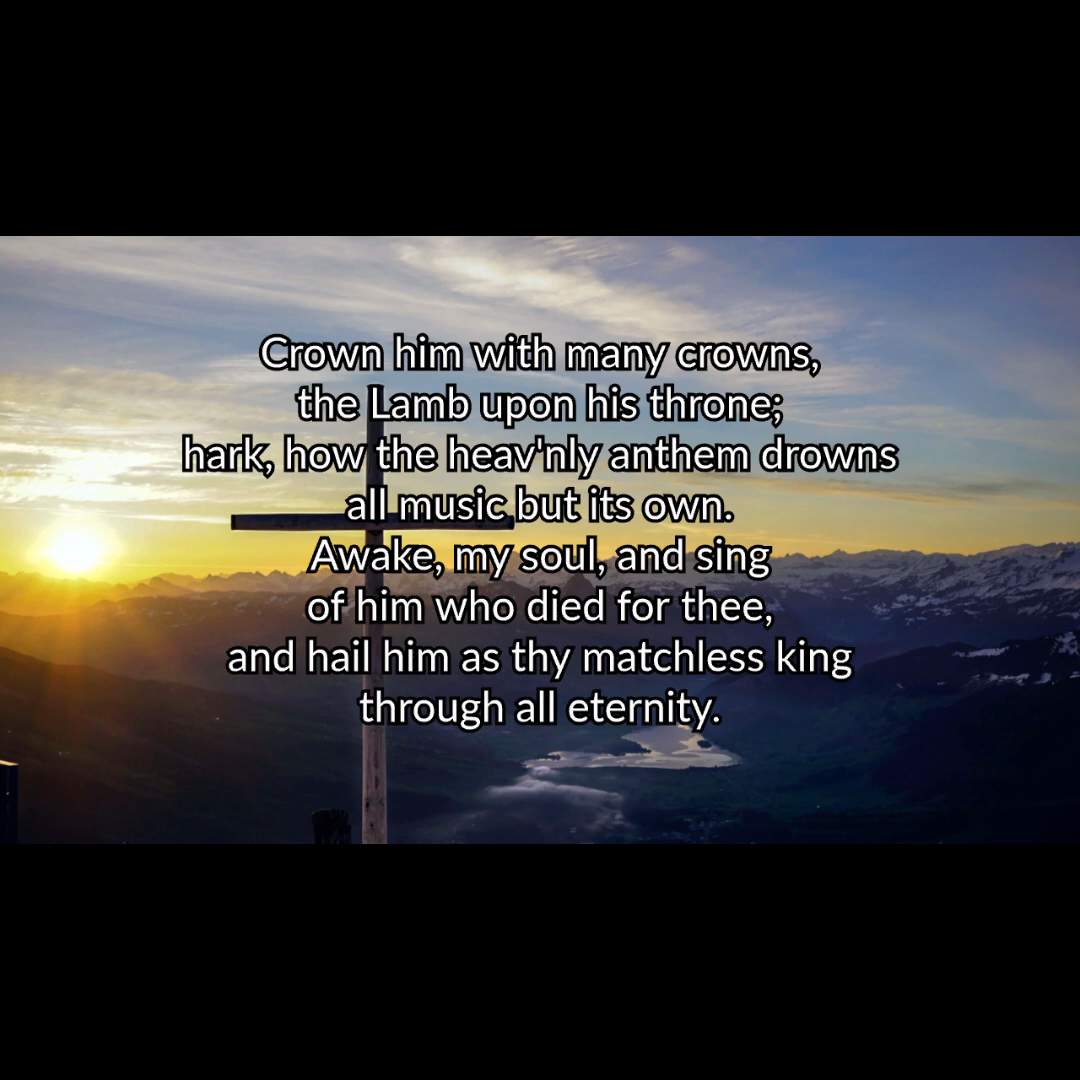 Crown him with many crowns,
the Lamb upon his throne;
hark, how the heav'nly anthem drowns
all music but its own.
Awake, my soul, and sing
of him who died for thee,
and hail him as thy matchless king
through all eternity.